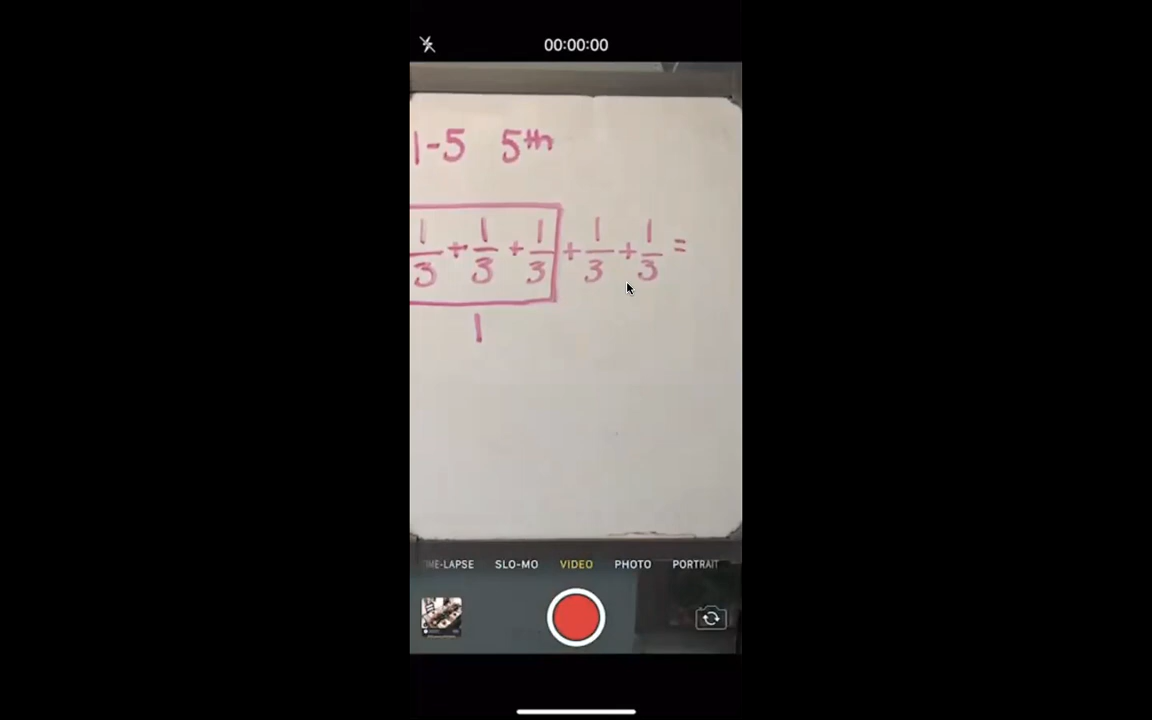 00:00:00
1-5 5th
1/3 + 1/3 + 1/3 + 1/3 + 1/3 =
1
ME-LAPSE SLO-MO VIDEO PHOTO PORTRAIT